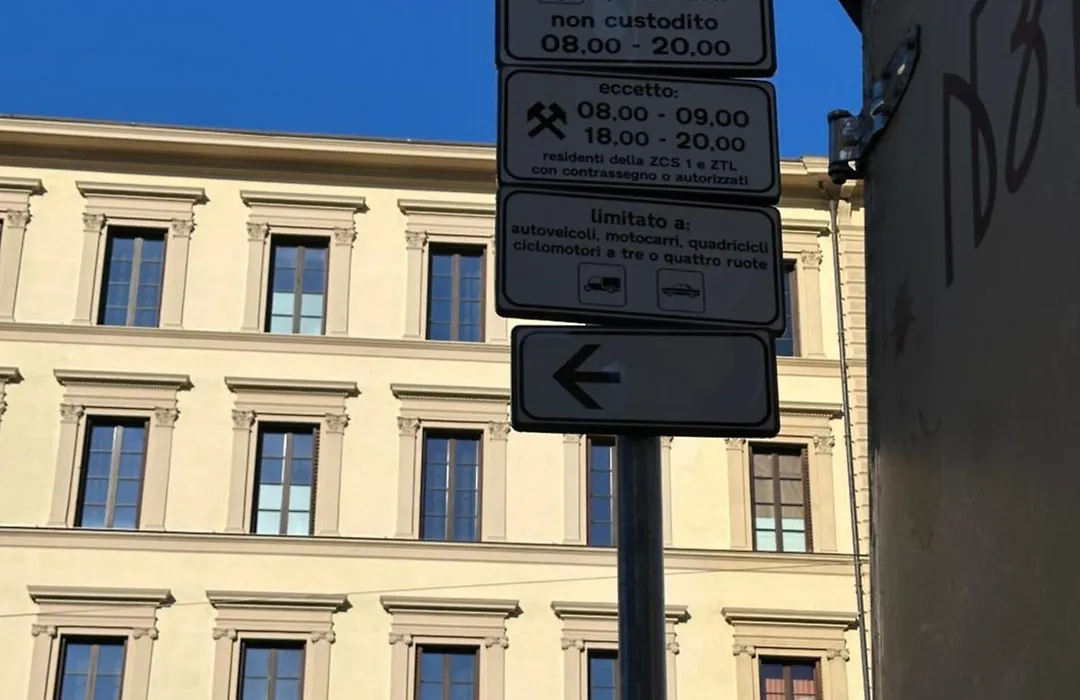 non custodito
08.00 - 20.00
eccetto:
08.00 - 09.00
18.00 - 20.00
residenti della ZCS 1 e ZTL
con contrassegno o autorizzati
limitato a:
autoveicoli, motocarri, quadricicli
ciclomotori a tre o quattro ruote